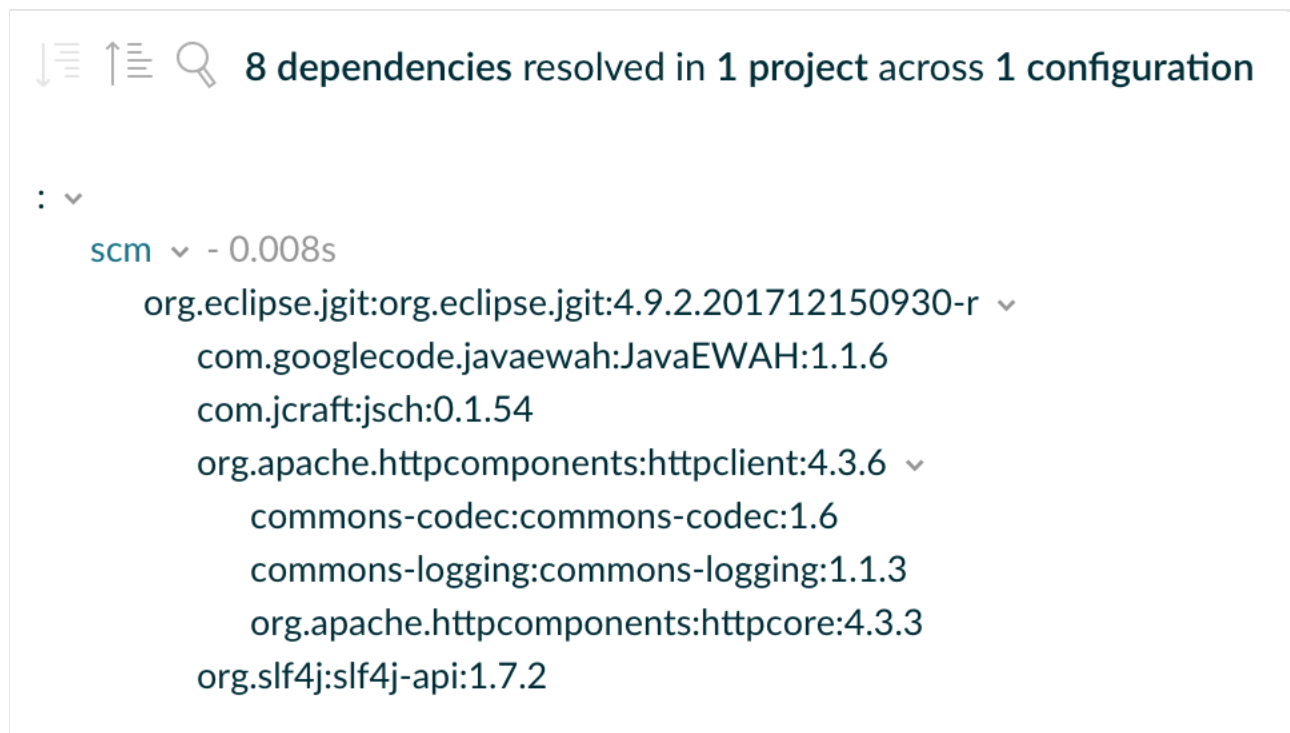 8 dependencies resolved in 1 project across 1 configuration
:
scm - 0.008s
org.eclipse.jgit:org.eclipse.jgit:4.9.2.201712150930-r
com.googlecode.javaewah:JavaEWAH:1.1.6
com.jcraft:jsch:0.1.54
org.apache.httpcomponents:httpclient:4.3.6
commons-codec:commons-codec:1.6
commons-logging:commons-logging:1.1.3
org.apache.httpcomponents:httpcore:4.3.3
org.slf4j:slf4j-api:1.7.2